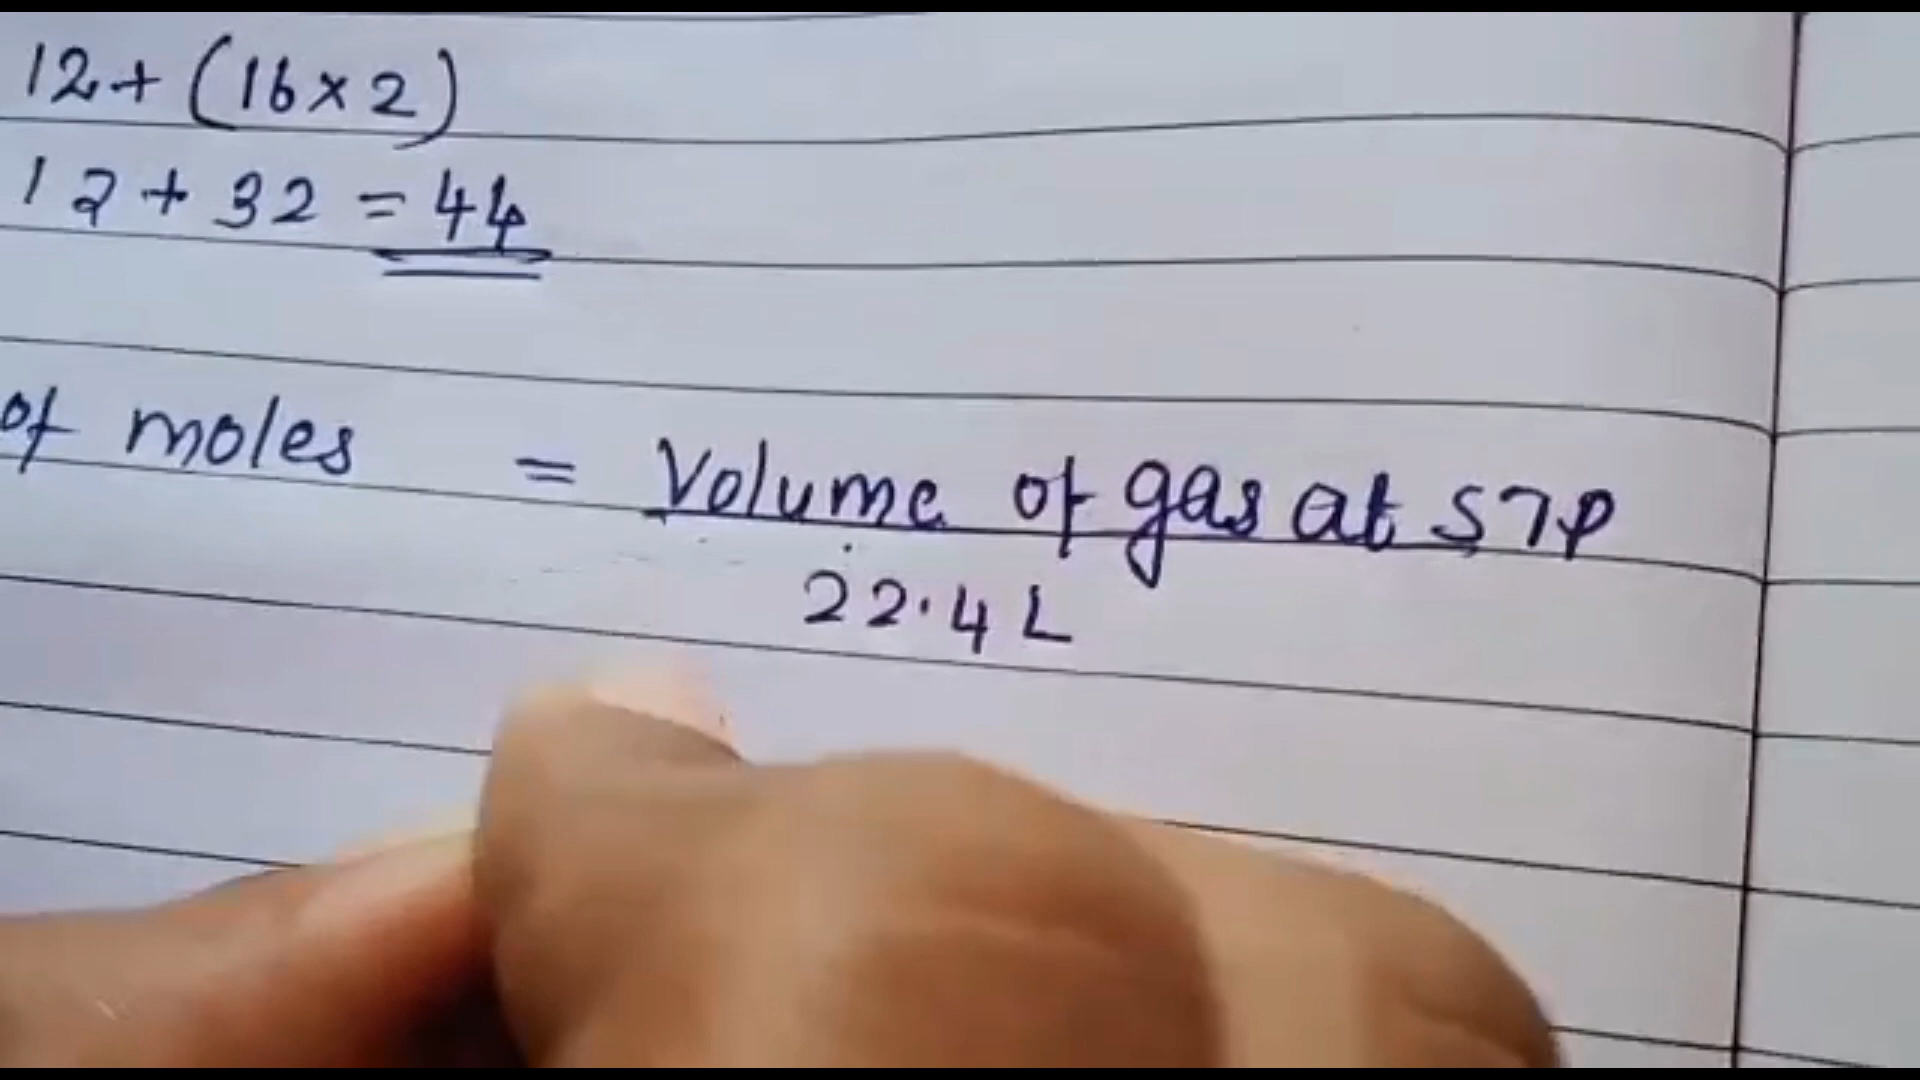 12+ (16×2)
12+32 = 44
of moles = Volume of gas at STP
22.4 L